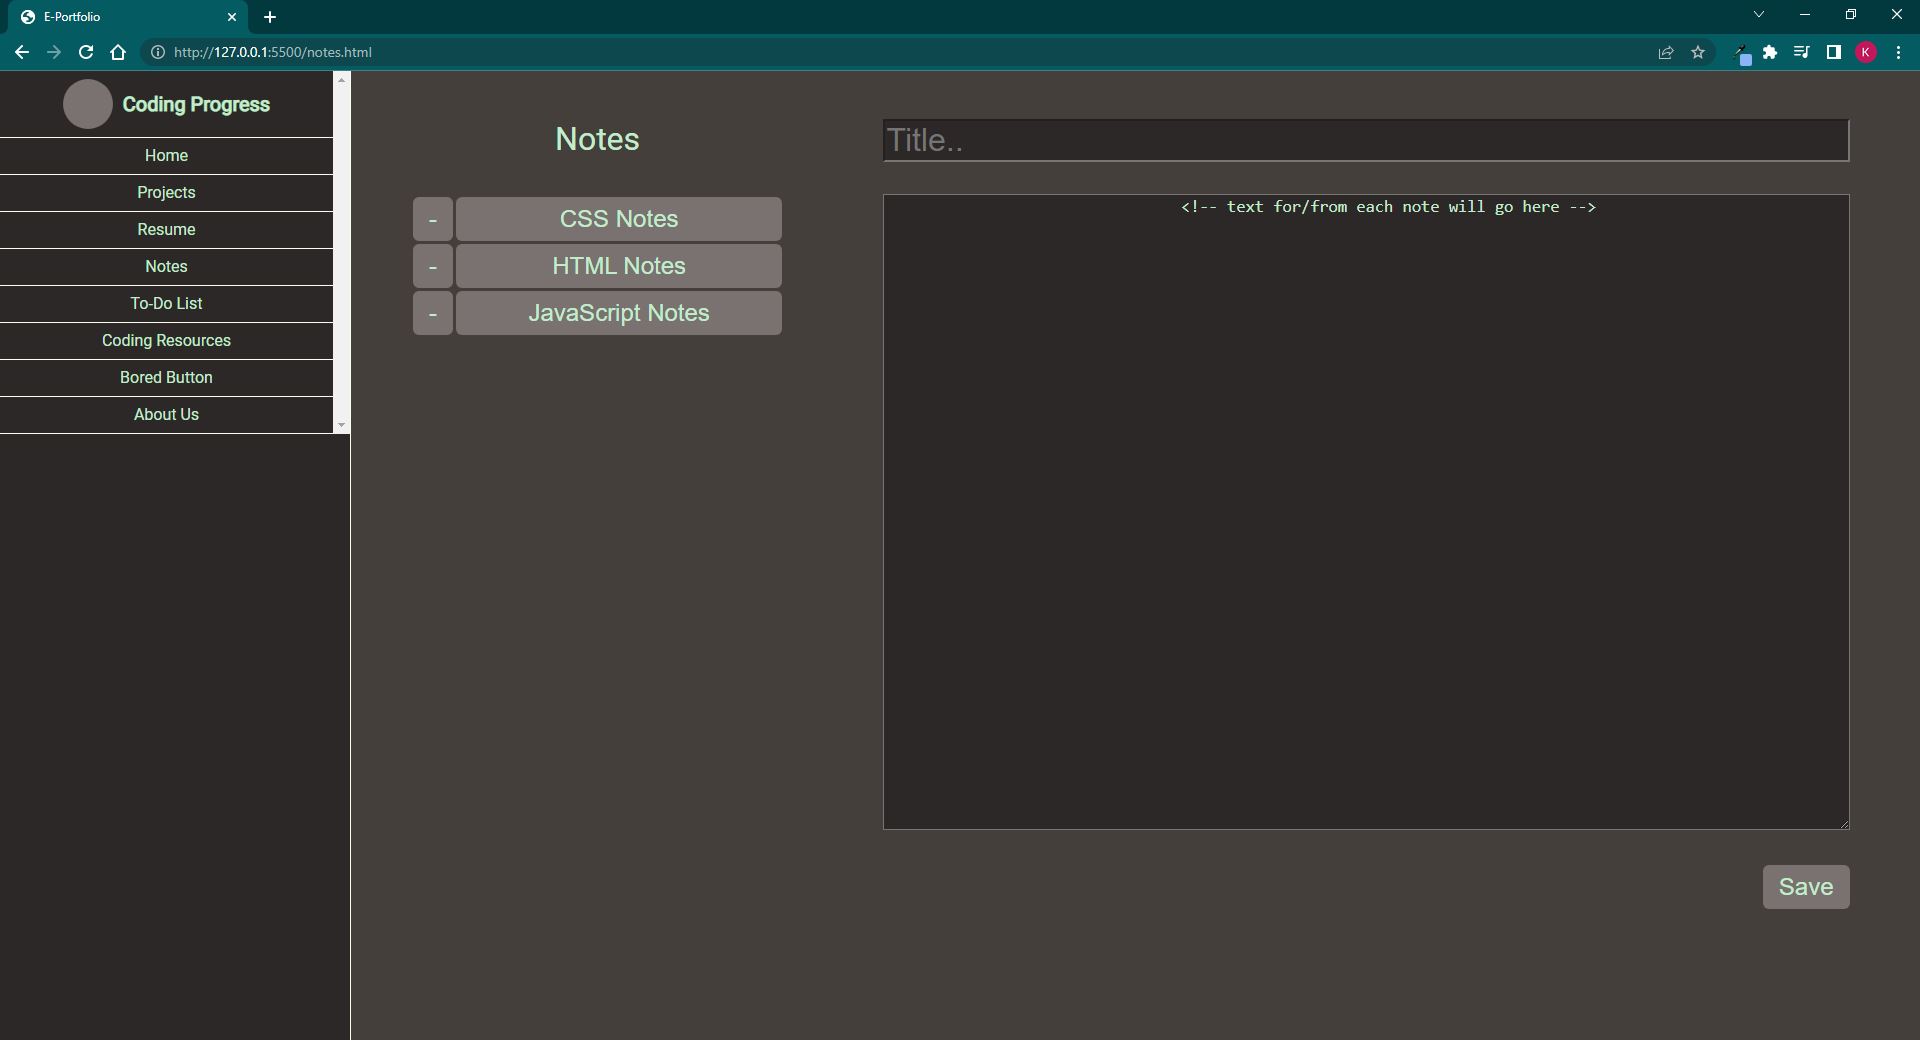 E-Portfolio
http://127.0.0.1:5500/notes.html
K
Coding Progress
Home
Projects
Resume
Notes
To-Do List
Coding Resources
Bored Button
About Us
Notes
- CSS Notes
- HTML Notes
- JavaScript Notes
Title..
<!-- text for/from each note will go here -->
Save